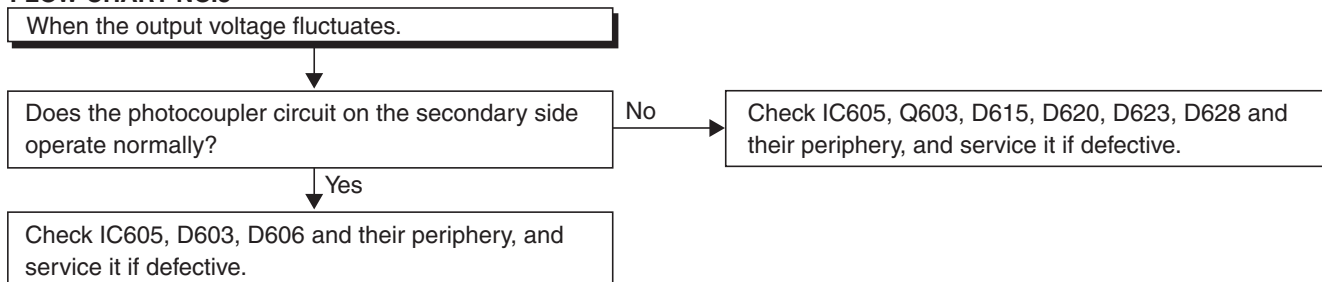 When the output voltage fluctuates.
Does the photocoupler circuit on the secondary side
operate normally?
No
Check IC605, Q603, D615, D620, D623, D628 and
their periphery, and service it if defective.
Yes
Check IC605, D603, D606 and their periphery, and
service it if defective.